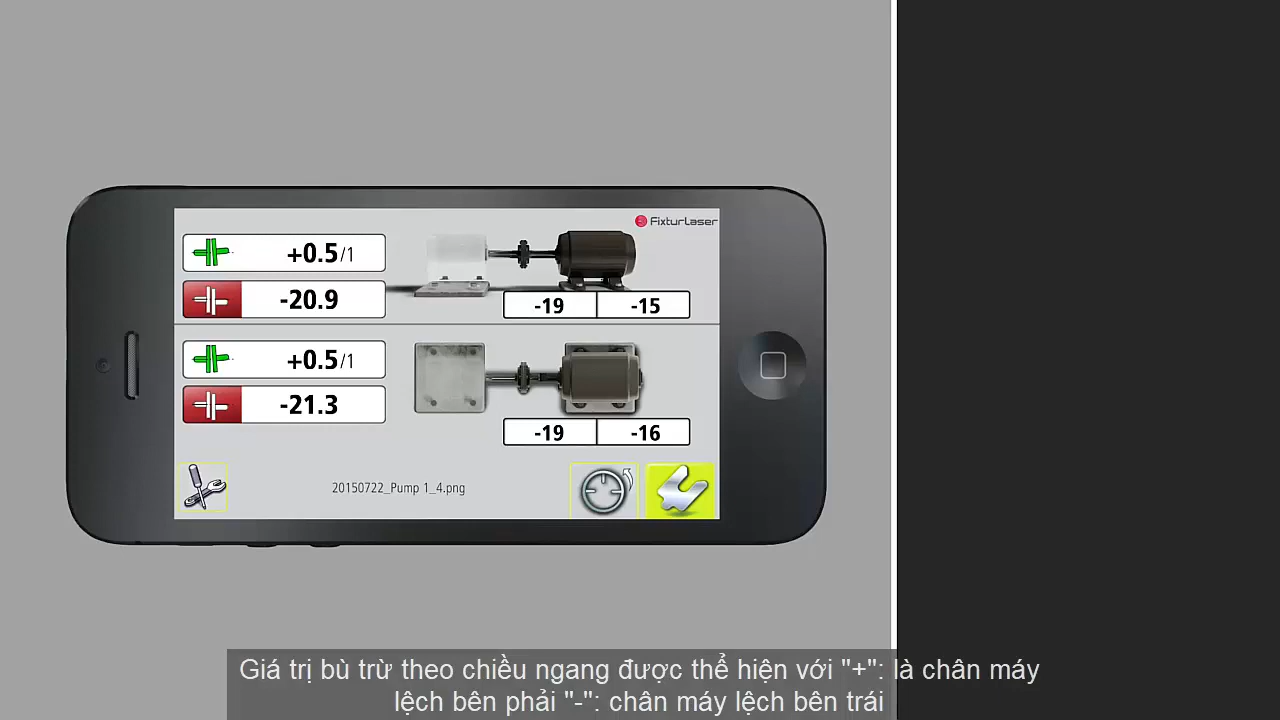 FixturLaser
+0.5/1
-20.9
-19 -15
+0.5/1
-21.3
-19 -16
20150722_Pump 1_4.png
Giá trị bù trừ theo chiều ngang được thể hiện với "+": là chân máy
lệch bên phải "-": chân máy lệch bên trái